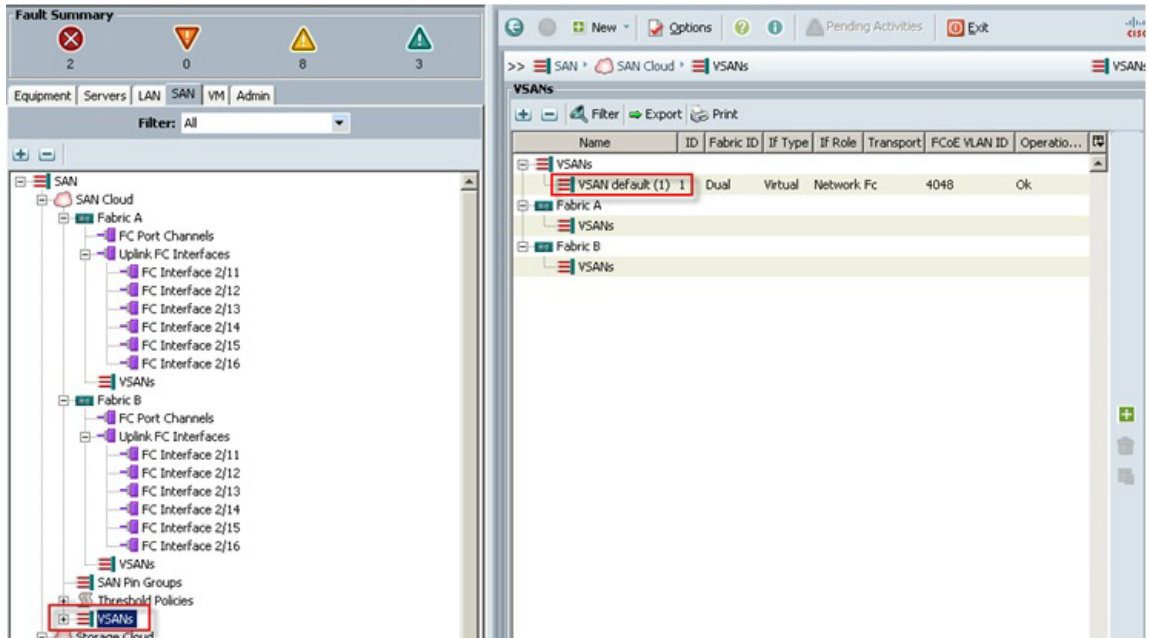 Fault Summary
2 0 8 3
Equipment Servers LAN SAN VM Admin
Filter: All
SAN
SAN Cloud
Fabric A
FC Port Channels
Uplink FC Interfaces
FC Interface 2/11
FC Interface 2/12
FC Interface 2/13
FC Interface 2/14
FC Interface 2/15
FC Interface 2/16
VSANs
Fabric B
FC Port Channels
Uplink FC Interfaces
FC Interface 2/11
FC Interface 2/12
FC Interface 2/13
FC Interface 2/14
FC Interface 2/15
FC Interface 2/16
VSANs
SAN Pin Groups
Threshold Policies
VSANs
Storage Cloud
New Options Pending Activities Exit
>> SAN SAN Cloud VSANs VSANs
VSANs
Filter Export Print
Name ID Fabric ID If Type If Role Transport FCoE VLAN ID Operatio...
VSANs
VSAN default (1) 1 Dual Virtual Network Fc 4048 Ok
Fabric A
VSANs
Fabric B
VSANs